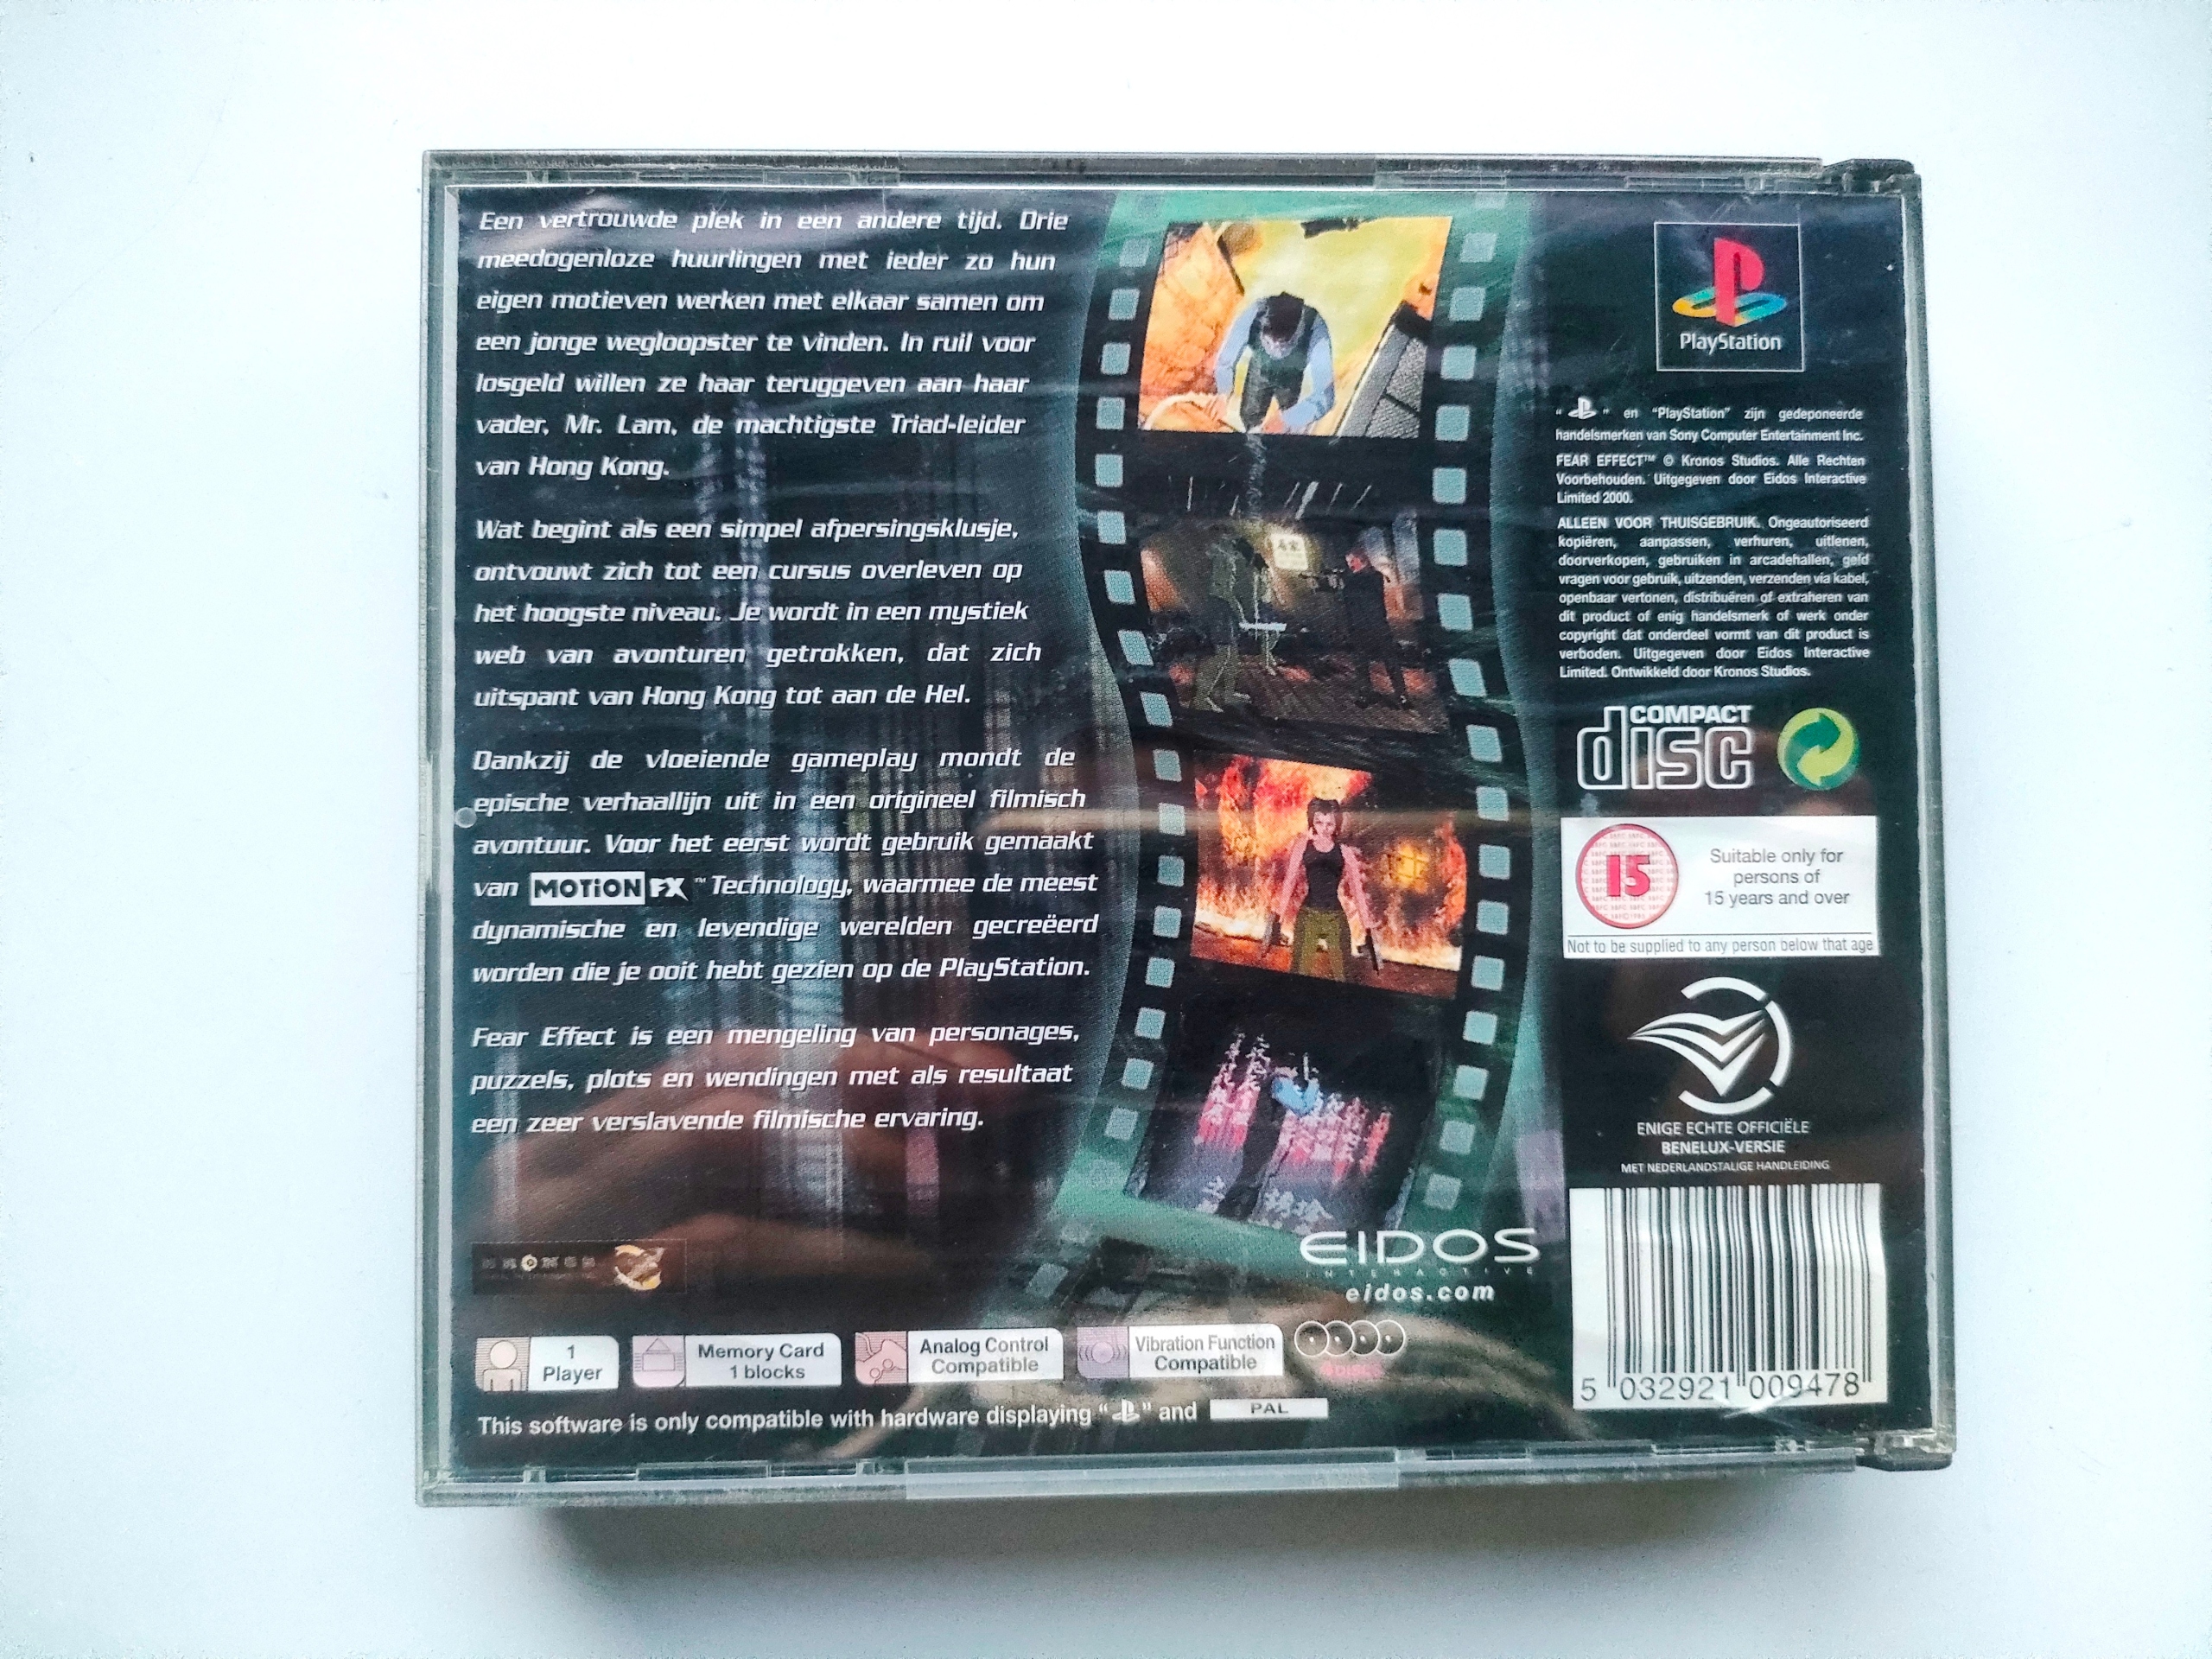 Een vertrouwde plek in een andere tijd. Drie
meedogenloze huurlingen met ieder zo hun
eigen motieven werken met elkaar samen om
een jonge wegloopster te vinden. In ruil voor
losgeld willen ze haar teruggeven aan haar
vader, Mr. Lam, de machtigste Triad-leider
van Hong Kong.
Wat begint als een simpel afpersingsklusje,
ontvouwt zich tot een cursus overleven op
het hoogste niveau. Je wordt in een mystiek
web van avonturen getrokken, dat zich
uitspant van Hong Kong tot aan de Hel.
Dankzij de vloeiende gameplay mondt de
epische verhaallijn uit in een origineel filmisch
avontuur. Voor het eerst wordt gebruik gemaakt
van MOTION FX ™ Technology, waarmee de meest
dynamische en levendige werelden gecreëerd
worden die je ooit hebt gezien op de PlayStation.
Fear Effect is een mengeling van personages,
puzzels, plots en wendingen met als resultaat
een zeer verslavende filmische ervaring.
KRONOS
EIDOS
INTERACTIVE
eidos.com
1
Player
Memory Card
1 blocks
Analog Control
Compatible
Vibration Function
Compatible
4 DISCS
This software is only compatible with hardware displaying " " and PAL
PlayStation
" " en "PlayStation" zijn gedeponeerde
handelsmerken van Sony Computer Entertainment Inc.
FEAR EFFECT™ © Kronos Studios. Alle Rechten
Voorbehouden. Uitgegeven door Eidos Interactive
Limited 2000.
ALLEEN VOOR THUISGEBRUIK. Ongeautoriseerd
kopiëren, aanpassen, verhuren, uitlenen,
doorverkopen, gebruiken in arcadehallen, geld
vragen voor gebruik, uitzenden, verzenden via kabel,
openbaar vertonen, distribuëren of extraheren van
dit product of enig handelsmerk of werk onder
copyright dat onderdeel vormt van dit product is
verboden. Uitgegeven door Eidos Interactive
Limited. Ontwikkeld door Kronos Studios.
COMPACT
disc
15
Suitable only for
persons of
15 years and over
Not to be supplied to any person below that age
ENIGE ECHTE OFFICIËLE
BENELUX-VERSIE
MET NEDERLANDSTALIGE HANDLEIDING
5 032921 009478